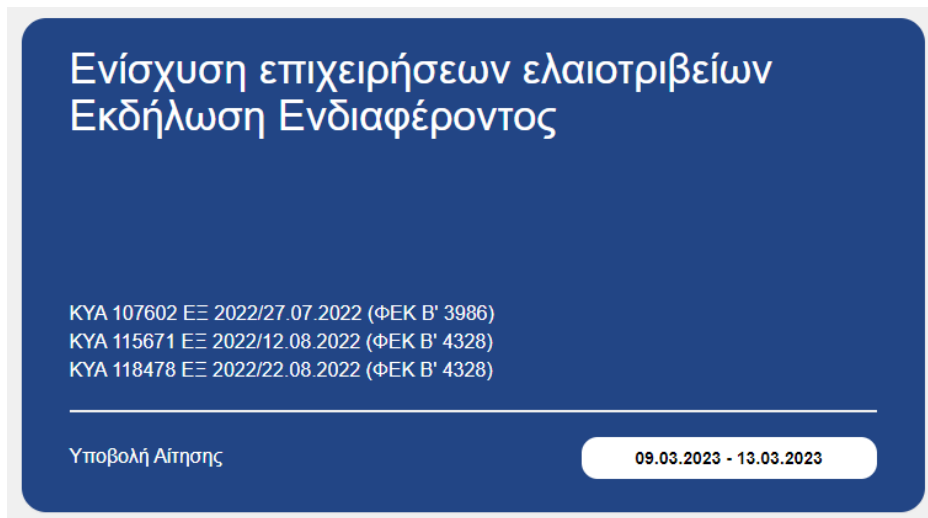 Ενίσχυση επιχειρήσεων ελαιοτριβείων
Εκδήλωση Ενδιαφέροντος
ΚΥΑ 107602 ΕΞ 2022/27.07.2022 (ΦΕΚ Β' 3986)
ΚΥΑ 115671 ΕΞ 2022/12.08.2022 (ΦΕΚ Β' 4328)
ΚΥΑ 118478 ΕΞ 2022/22.08.2022 (ΦΕΚ Β' 4328)
Υποβολή Αίτησης
09.03.2023 - 13.03.2023